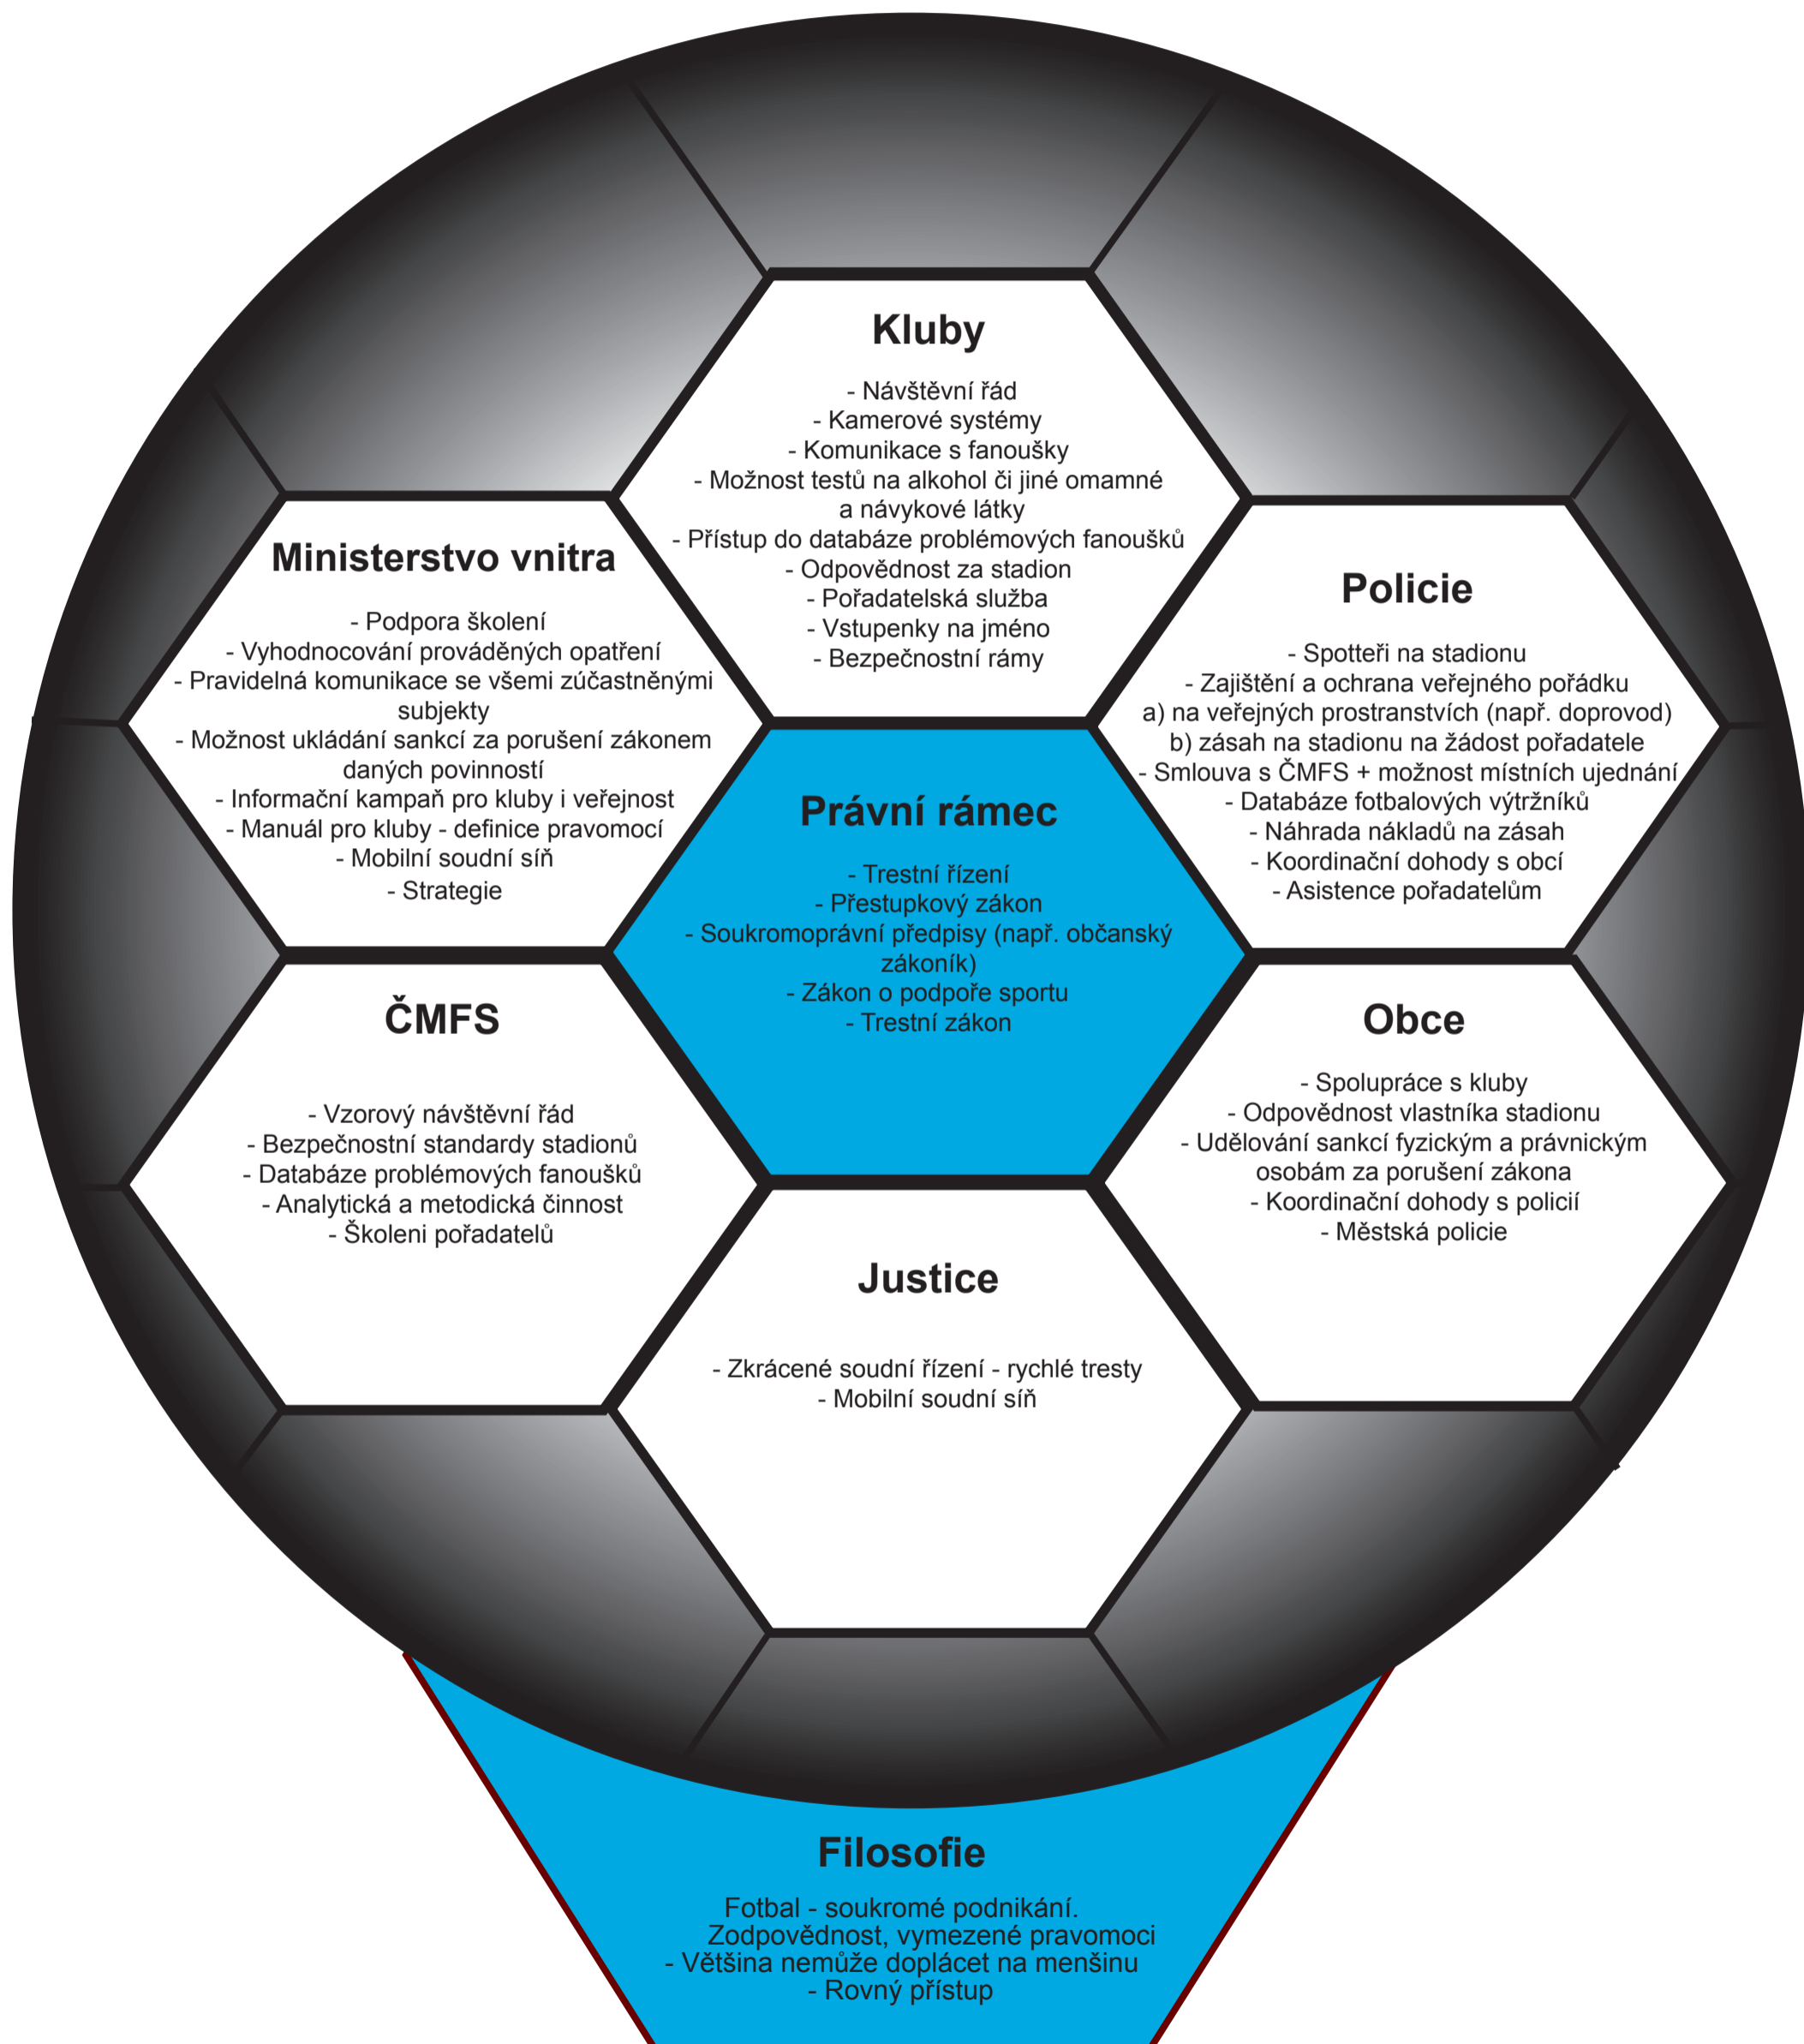 Kluby
- Návštěvní řád
- Kamerové systémy
- Komunikace s fanoušky
- Možnost testů na alkohol či jiné omamné
a návykové látky
- Přístup do databáze problémových fanoušků
- Odpovědnost za stadion
- Pořadatelská služba
- Vstupenky na jméno
- Bezpečnostní rámy
Ministerstvo vnitra
- Podpora školení
- Vyhodnocování prováděných opatření
- Pravidelná komunikace se všemi zúčastněnými
subjekty
- Možnost ukládání sankcí za porušení zákonem
daných povinností
- Informační kampaň pro kluby i veřejnost
- Manuál pro kluby - definice pravomocí
- Mobilní soudní síň
- Strategie
Policie
- Spotteři na stadionu
- Zajištění a ochrana veřejného pořádku
a) na veřejných prostranstvích (např. doprovod)
b) zásah na stadionu na žádost pořadatele
- Smlouva s ČMFS + možnost místních ujednání
- Databáze fotbalových výtržníků
- Náhrada nákladů na zásah
- Koordinační dohody s obcí
- Asistence pořadatelům
Právní rámec
- Trestní řízení
- Přestupkový zákon
- Soukromoprávní předpisy (např. občanský
zákoník)
- Zákon o podpoře sportu
- Trestní zákon
ČMFS
- Vzorový návštěvní řád
- Bezpečnostní standardy stadionů
- Databáze problémových fanoušků
- Analytická a metodická činnost
- Školeni pořadatelů
Obce
- Spolupráce s kluby
- Odpovědnost vlastníka stadionu
- Udělování sankcí fyzickým a právnickým
osobám za porušení zákona
- Koordinační dohody s policií
- Městská policie
Justice
- Zkrácené soudní řízení - rychlé tresty
- Mobilní soudní síň
Filosofie
Fotbal - soukromé podnikání.
Zodpovědnost, vymezené pravomoci
- Většina nemůže doplácet na menšinu
- Rovný přístup